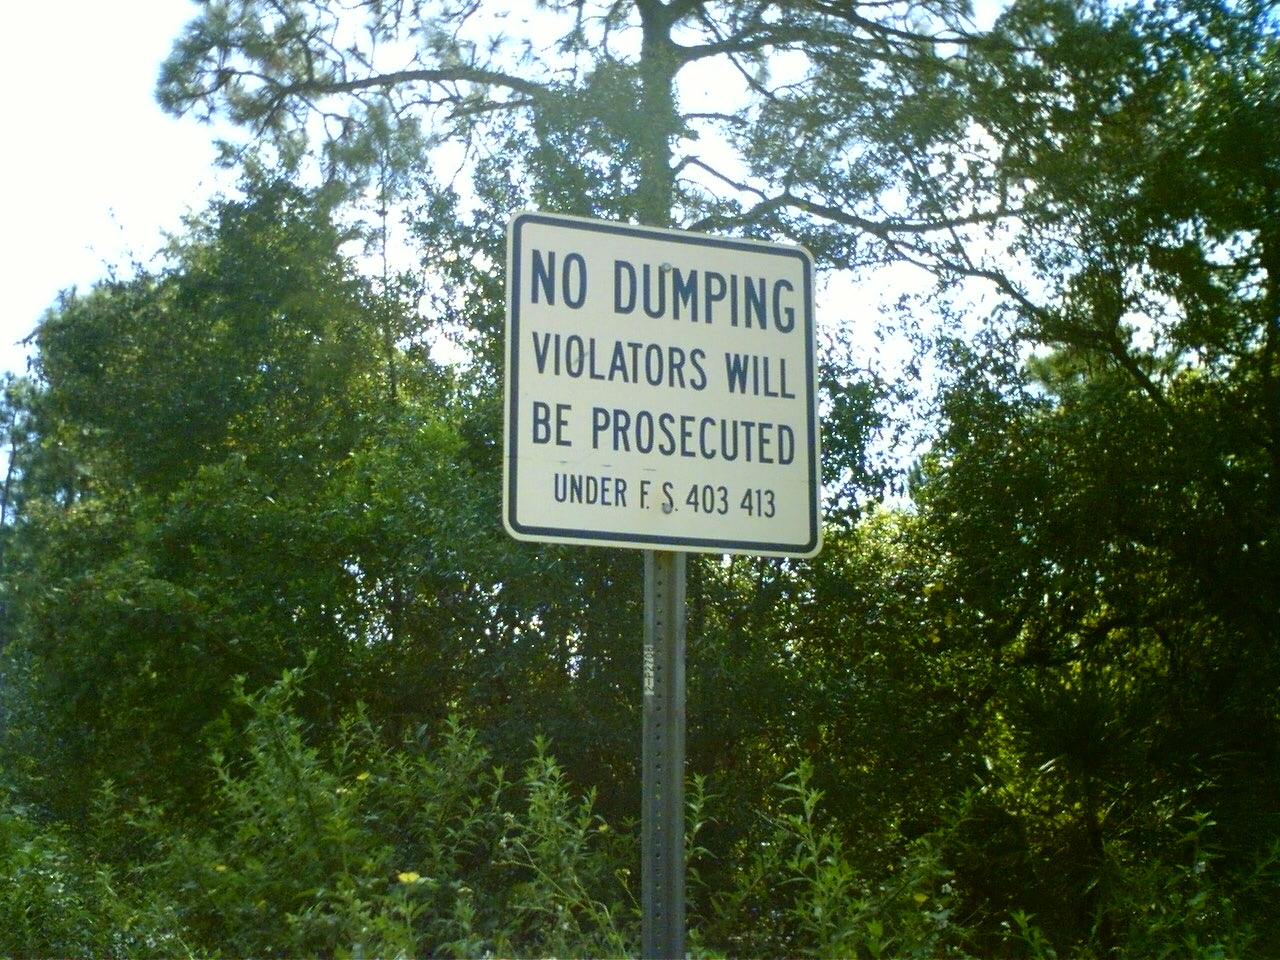 NO DUMPING
VIOLATORS WILL
BE PROSECUTED
UNDER F. S. 403 413